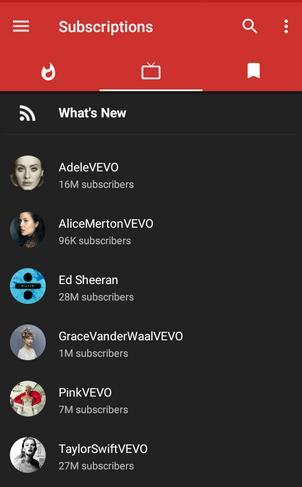 Subscriptions
What's New
AdeleVEVO
16M subscribers
AliceMertonVEVO
96K subscribers
Ed Sheeran
28M subscribers
GraceVanderWaalVEVO
1M subscribers
PinkVEVO
7M subscribers
TaylorSwiftVEVO
27M subscribers